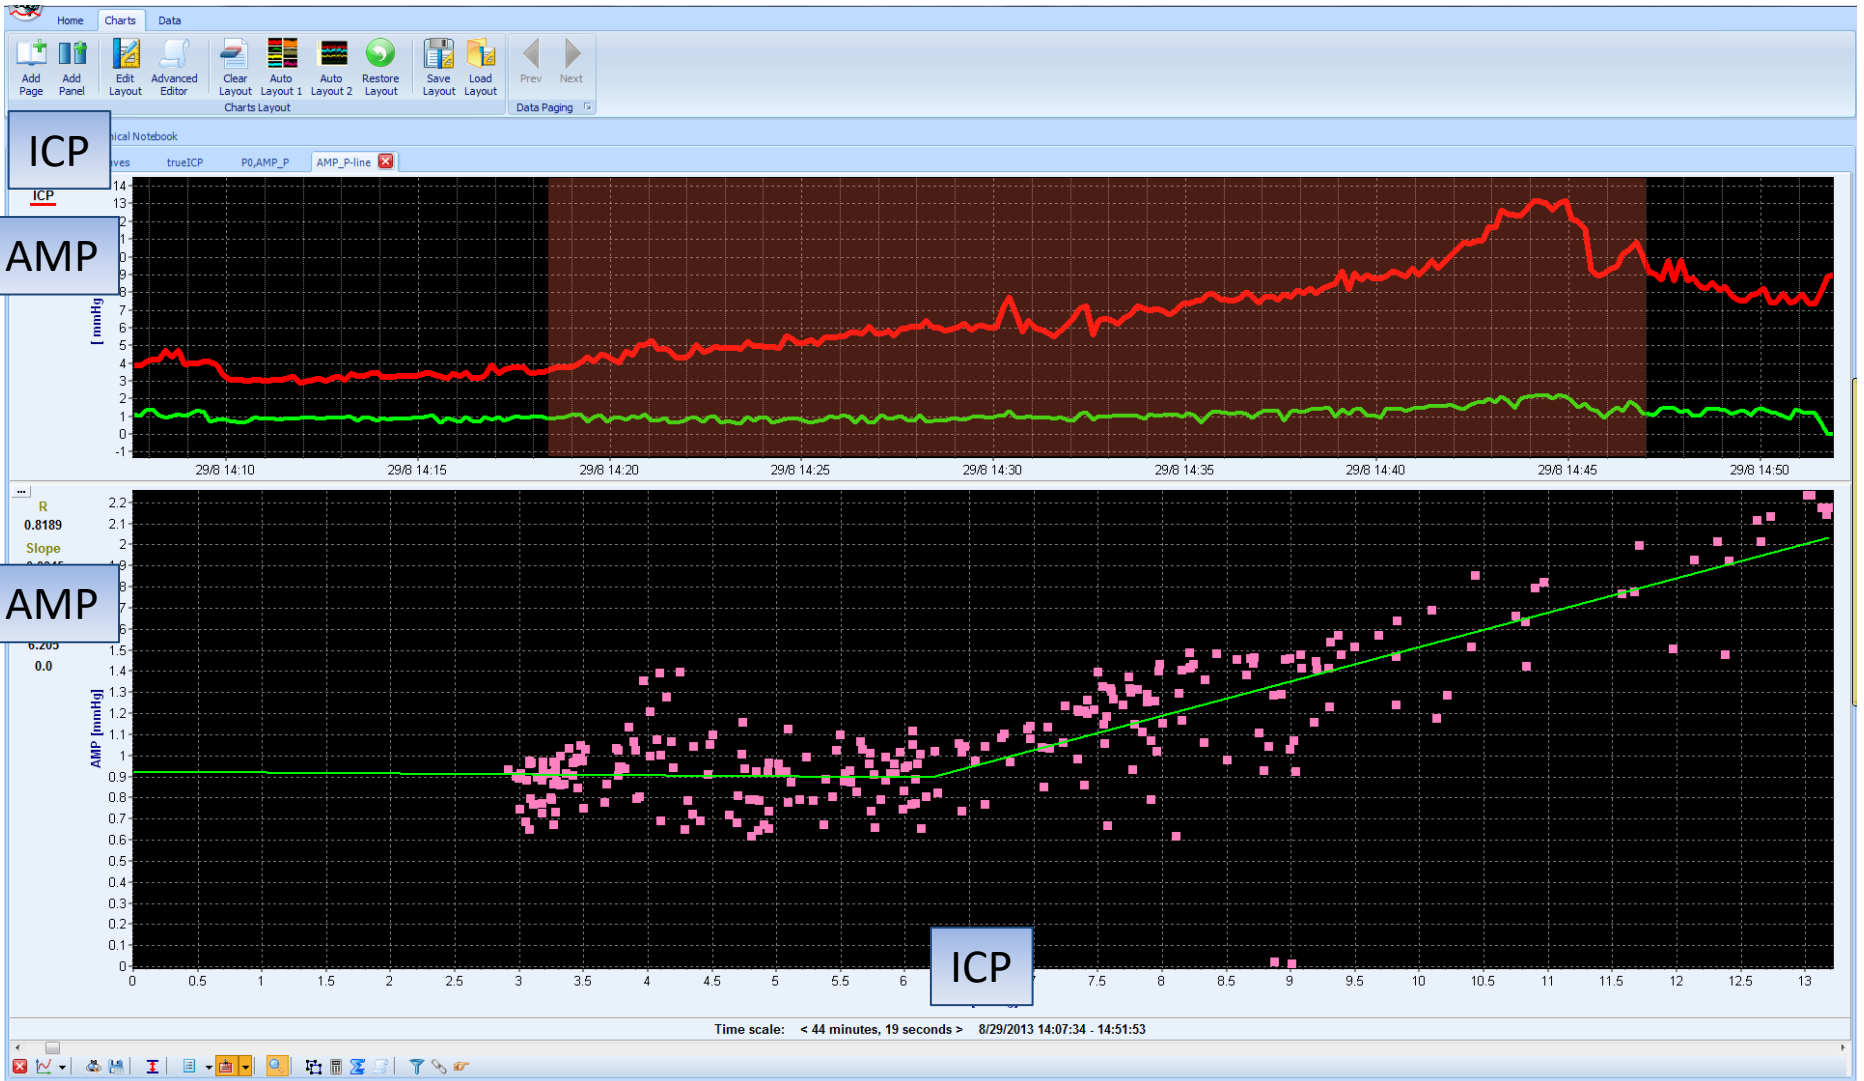 Home Charts Data
Add Page
Add Panel
Edit Layout
Advanced Editor
Clear Layout
Auto Layout 1
Auto Layout 2
Restore Layout
Save Layout
Load Layout
Prev
Next
Charts Layout
Data Paging
ICP
Notebook
trueICP P0,AMP_P AMP_P-line
ICP
AMP
[ mmHg
14
13
9
8
7
6
5
4
3
2
1
0
-1
29/8 14:10 29/8 14:15 29/8 14:20 29/8 14:25 29/8 14:30 29/8 14:35 29/8 14:40 29/8 14:45 29/8 14:50
R
0.8189
Slope
AMP
6.205
0.0
AMP [mmHg]
2.2
2.1
2
1.5
1.4
1.3
1.2
1.1
1
0.9
0.8
0.7
0.6
0.5
0.4
0.3
0.2
0.1
0
0 0.5 1 1.5 2 2.5 3 3.5 4 4.5 5 5.5 6 7.5 8 8.5 9 9.5 10 10.5 11 11.5 12 12.5 13
ICP
Time scale: < 44 minutes, 19 seconds > 8/29/2013 14:07:34 - 14:51:53